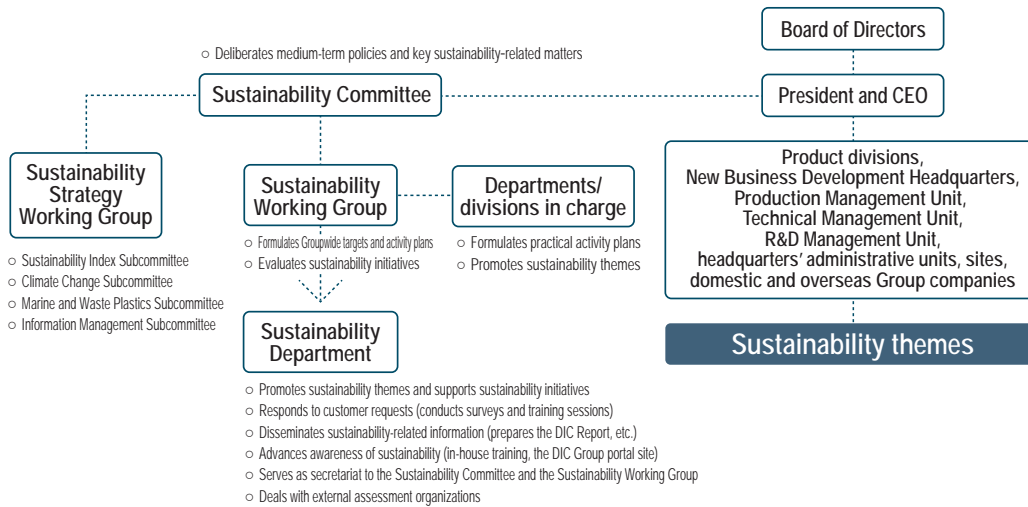 Board of Directors
○ Deliberates medium-term policies and key sustainability-related matters
Sustainability Committee
President and CEO
Sustainability
Strategy
Working Group
○ Sustainability Index Subcommittee
○ Climate Change Subcommittee
○ Marine and Waste Plastics Subcommittee
○ Information Management Subcommittee
Sustainability
Working Group
○ Formulates Groupwide targets and activity plans
○ Evaluates sustainability initiatives
Departments/
divisions in charge
○ Formulates practical activity plans
○ Promotes sustainability themes
Product divisions,
New Business Development Headquarters,
Production Management Unit,
Technical Management Unit,
R&D Management Unit,
headquarters' administrative units, sites,
domestic and overseas Group companies
Sustainability themes
Sustainability
Department
○ Promotes sustainability themes and supports sustainability initiatives
○ Responds to customer requests (conducts surveys and training sessions)
○ Disseminates sustainability-related information (prepares the DIC Report, etc.)
○ Advances awareness of sustainability (in-house training, the DIC Group portal site)
○ Serves as secretariat to the Sustainability Committee and the Sustainability Working Group
○ Deals with external assessment organizations